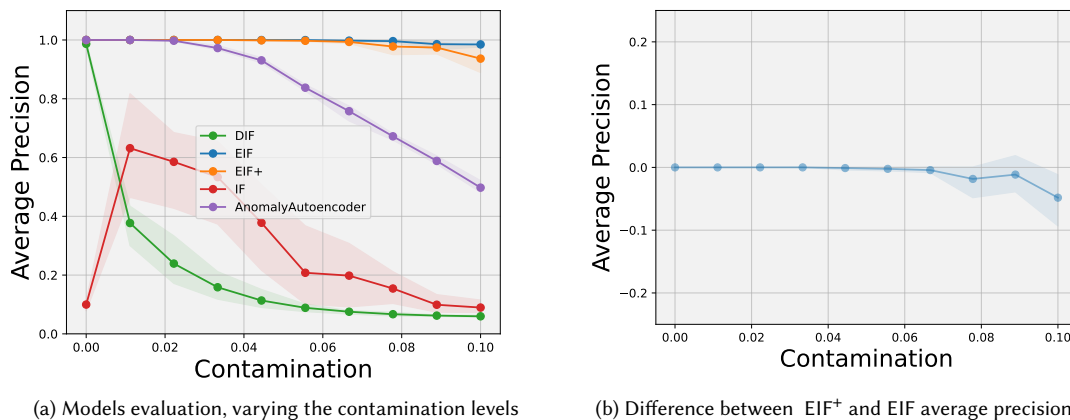 1.0
0.8
0.6
0.4
0.2
0.0
Average Precision
DIF
EIF
EIF+
IF
AnomalyAutoencoder
0.00 0.02 0.04 0.06 0.08 0.10
Contamination
(a) Models evaluation, varying the contamination levels
0.2
0.1
0.0
−0.1
−0.2
Average Precision
0.00 0.02 0.04 0.06 0.08 0.10
Contamination
(b) Difference between EIF⁺ and EIF average precision